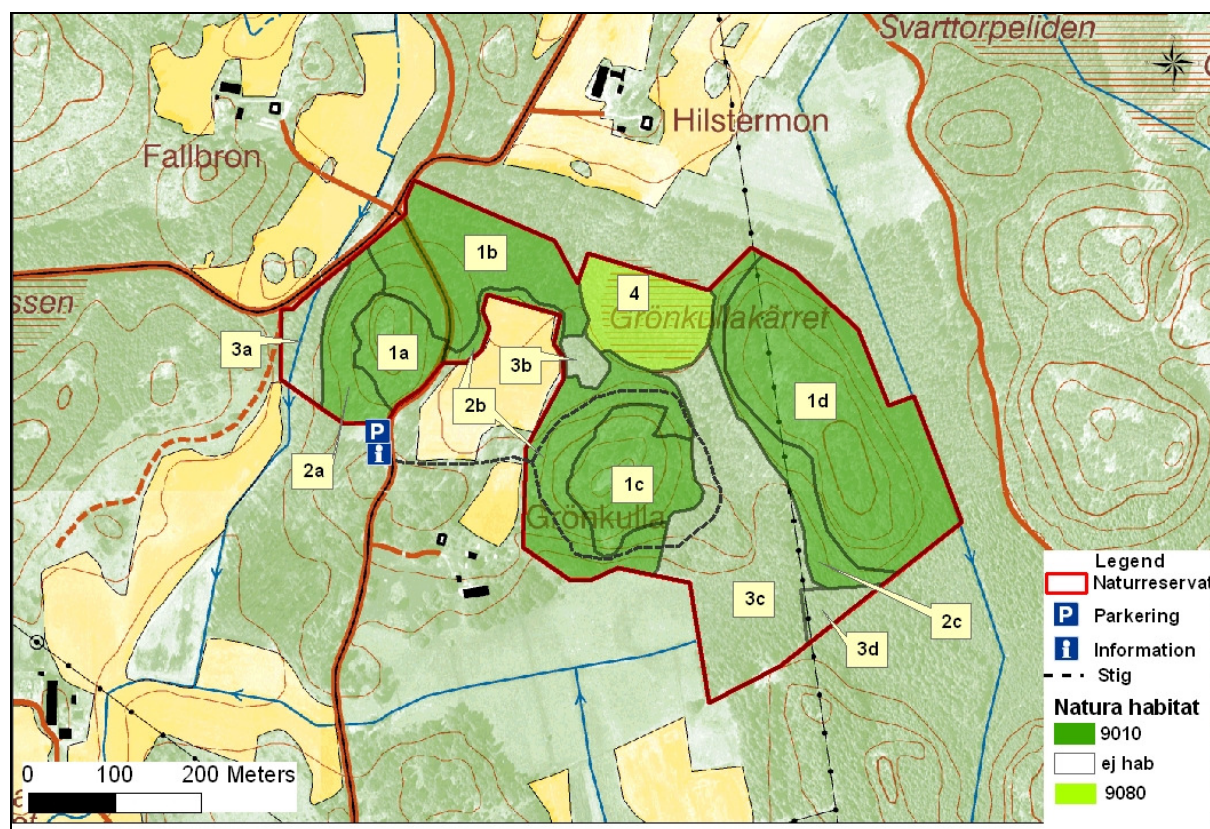 Svarttorpeliden
Fallbron
Hilstermon
ssen
1b
4
Grönkullakärret
3a
1a
3b
1d
2b
P
i
2a
1c
Grönkulla
3c
2c
3d
Legend
Naturreservat
P Parkering
i Information
Stig
Natura habitat
9010
ej hab
9080
0 100 200 Meters